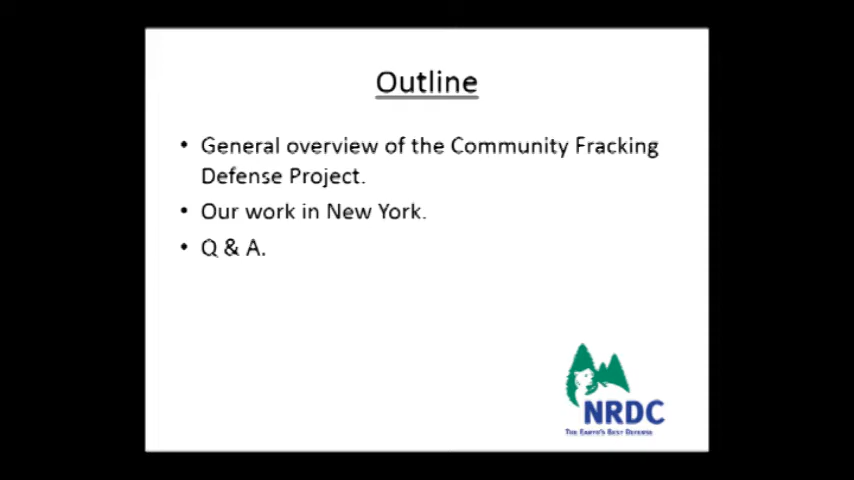 Outline
• General overview of the Community Fracking
Defense Project.
• Our work in New York.
• Q & A.
NRDC
THE EARTH'S BEST DEFENSE